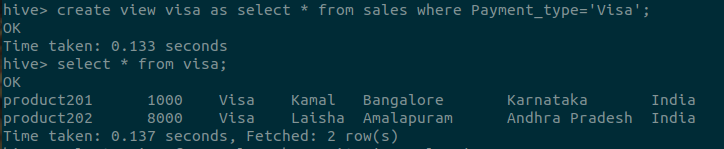 hive> create view visa as select * from sales where Payment_type='Visa';
OK
Time taken: 0.133 seconds
hive> select * from visa;
OK
product201 1000 Visa Kamal Bangalore Karnataka India
product202 8000 Visa Laisha Amalapuram Andhra Pradesh India
Time taken: 0.137 seconds, Fetched: 2 row(s)